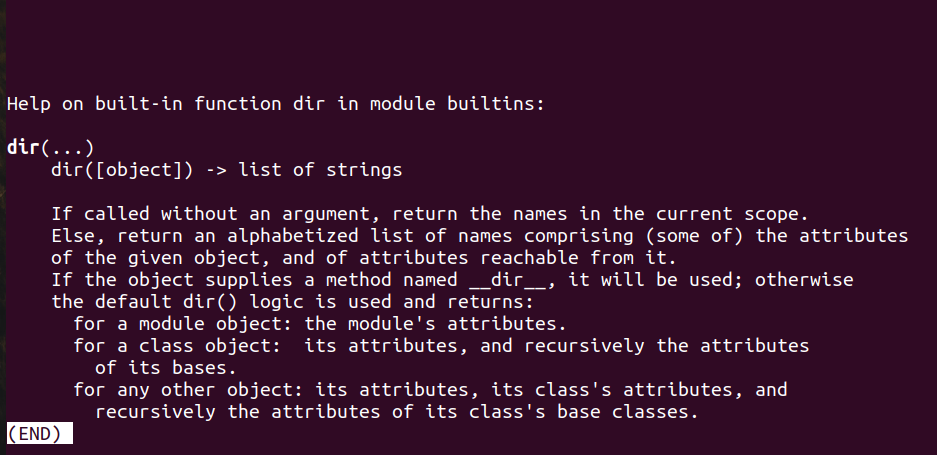 Help on built-in function dir in module builtins:
dir(...)
dir([object]) -> list of strings
If called without an argument, return the names in the current scope.
Else, return an alphabetized list of names comprising (some of) the attributes
of the given object, and of attributes reachable from it.
If the object supplies a method named __dir__, it will be used; otherwise
the default dir() logic is used and returns:
for a module object: the module's attributes.
for a class object:  its attributes, and recursively the attributes
of its bases.
for any other object: its attributes, its class's attributes, and
recursively the attributes of its class's base classes.
(END)